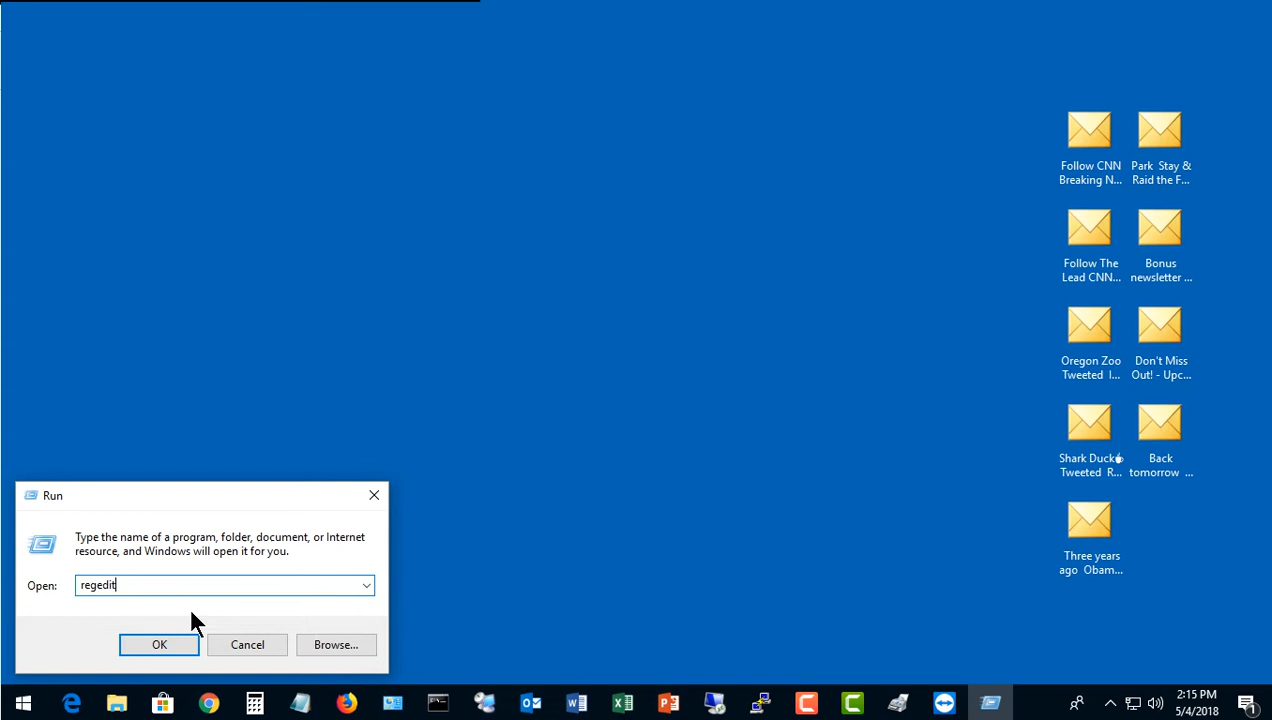 Follow CNN
Breaking N...
Park Stay &
Raid the F...
Follow The
Lead CNN...
Bonus
newsletter ...
Oregon Zoo
Tweeted I...
Don't Miss
Out! - Upc...
Shark Duck
Tweeted R...
Back
tomorrow ...
Three years
ago Obam...
Run
Type the name of a program, folder, document, or Internet
resource, and Windows will open it for you.
Open: regedit
OK Cancel Browse...
2:15 PM
5/4/2018
1